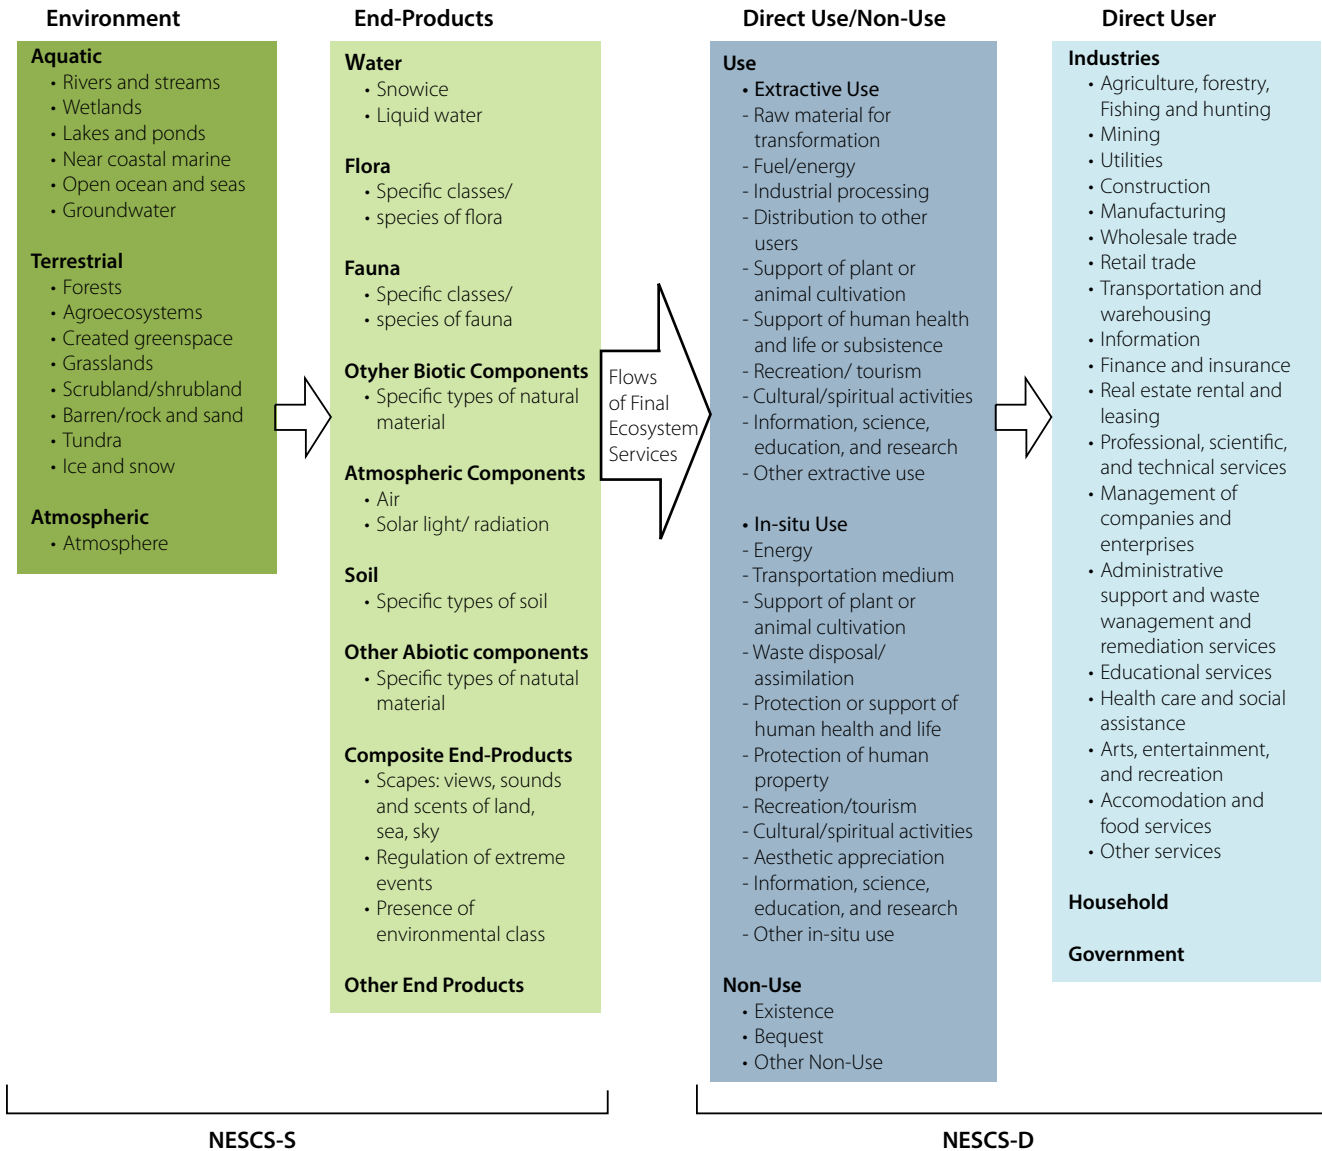 Environment
Aquatic
• Rivers and streams
• Wetlands
• Lakes and ponds
• Near coastal marine
• Open ocean and seas
• Groundwater
Terrestrial
• Forests
• Agroecosystems
• Created greenspace
• Grasslands
• Scrubland/shrubland
• Barren/rock and sand
• Tundra
• Ice and snow
Atmospheric
• Atmosphere
End-Products
Water
• Snowice
• Liquid water
Flora
• Specific classes/
• species of flora
Fauna
• Specific classes/
• species of fauna
Otyher Biotic Components
• Specific types of natural
material
Atmospheric Components
• Air
• Solar light/ radiation
Soil
• Specific types of soil
Other Abiotic components
• Specific types of natutal
material
Composite End-Products
• Scapes: views, sounds
and scents of land,
sea, sky
• Regulation of extreme
events
• Presence of
environmental class
Other End Products
Flows
of Final
Ecosystem
Services
Direct Use/Non-Use
Use
• Extractive Use
- Raw material for
transformation
- Fuel/energy
- Industrial processing
- Distribution to other
users
- Support of plant or
animal cultivation
- Support of human health
and life or subsistence
- Recreation/ tourism
- Cultural/spiritual activities
- Information, science,
education, and research
- Other extractive use
• In-situ Use
- Energy
- Transportation medium
- Support of plant or
animal cultivation
- Waste disposal/
assimilation
- Protection or support of
human health and life
- Protection of human
property
- Recreation/tourism
- Cultural/spiritual activities
- Aesthetic appreciation
- Information, science,
education, and research
- Other in-situ use
Non-Use
• Existence
• Bequest
• Other Non-Use
Direct User
Industries
• Agriculture, forestry,
Fishing and hunting
• Mining
• Utilities
• Construction
• Manufacturing
• Wholesale trade
• Retail trade
• Transportation and
warehousing
• Information
• Finance and insurance
• Real estate rental and
leasing
• Professional, scientific,
and technical services
• Management of
companies and
enterprises
• Administrative
support and waste
wanagement and
remediation services
• Educational services
• Health care and social
assistance
• Arts, entertainment,
and recreation
• Accomodation and
food services
• Other services
Household
Government
NESCS-S
NESCS-D